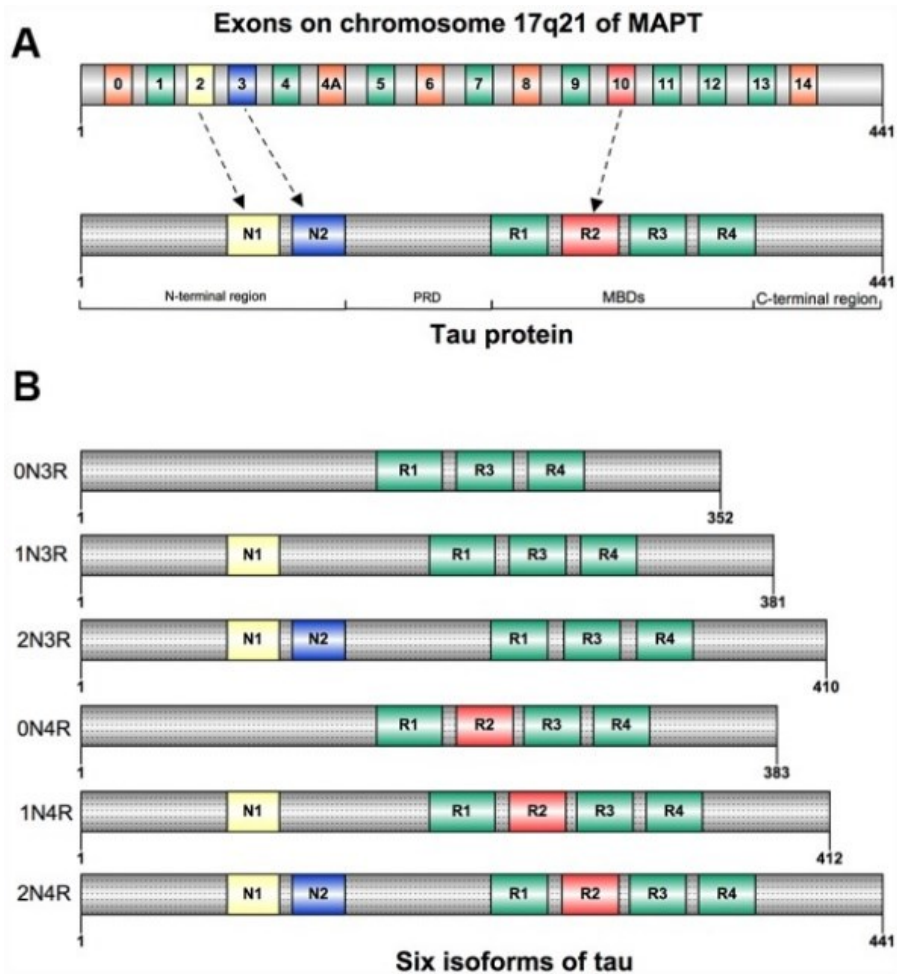 Exons on chromosome 17q21 of MAPT
A
0 1 2 3 4 4A 5 6 7 8 9 10 11 12 13 14
1 441
N1 N2 R1 R2 R3 R4
1 441
N-terminal region PRD MBDs C-terminal region
Tau protein
B
0N3R R1 R3 R4
1 352
1N3R N1 R1 R3 R4
1 381
2N3R N1 N2 R1 R3 R4
1 410
0N4R R1 R2 R3 R4
1 383
1N4R N1 R1 R2 R3 R4
1 412
2N4R N1 N2 R1 R2 R3 R4
1 441
Six isoforms of tau